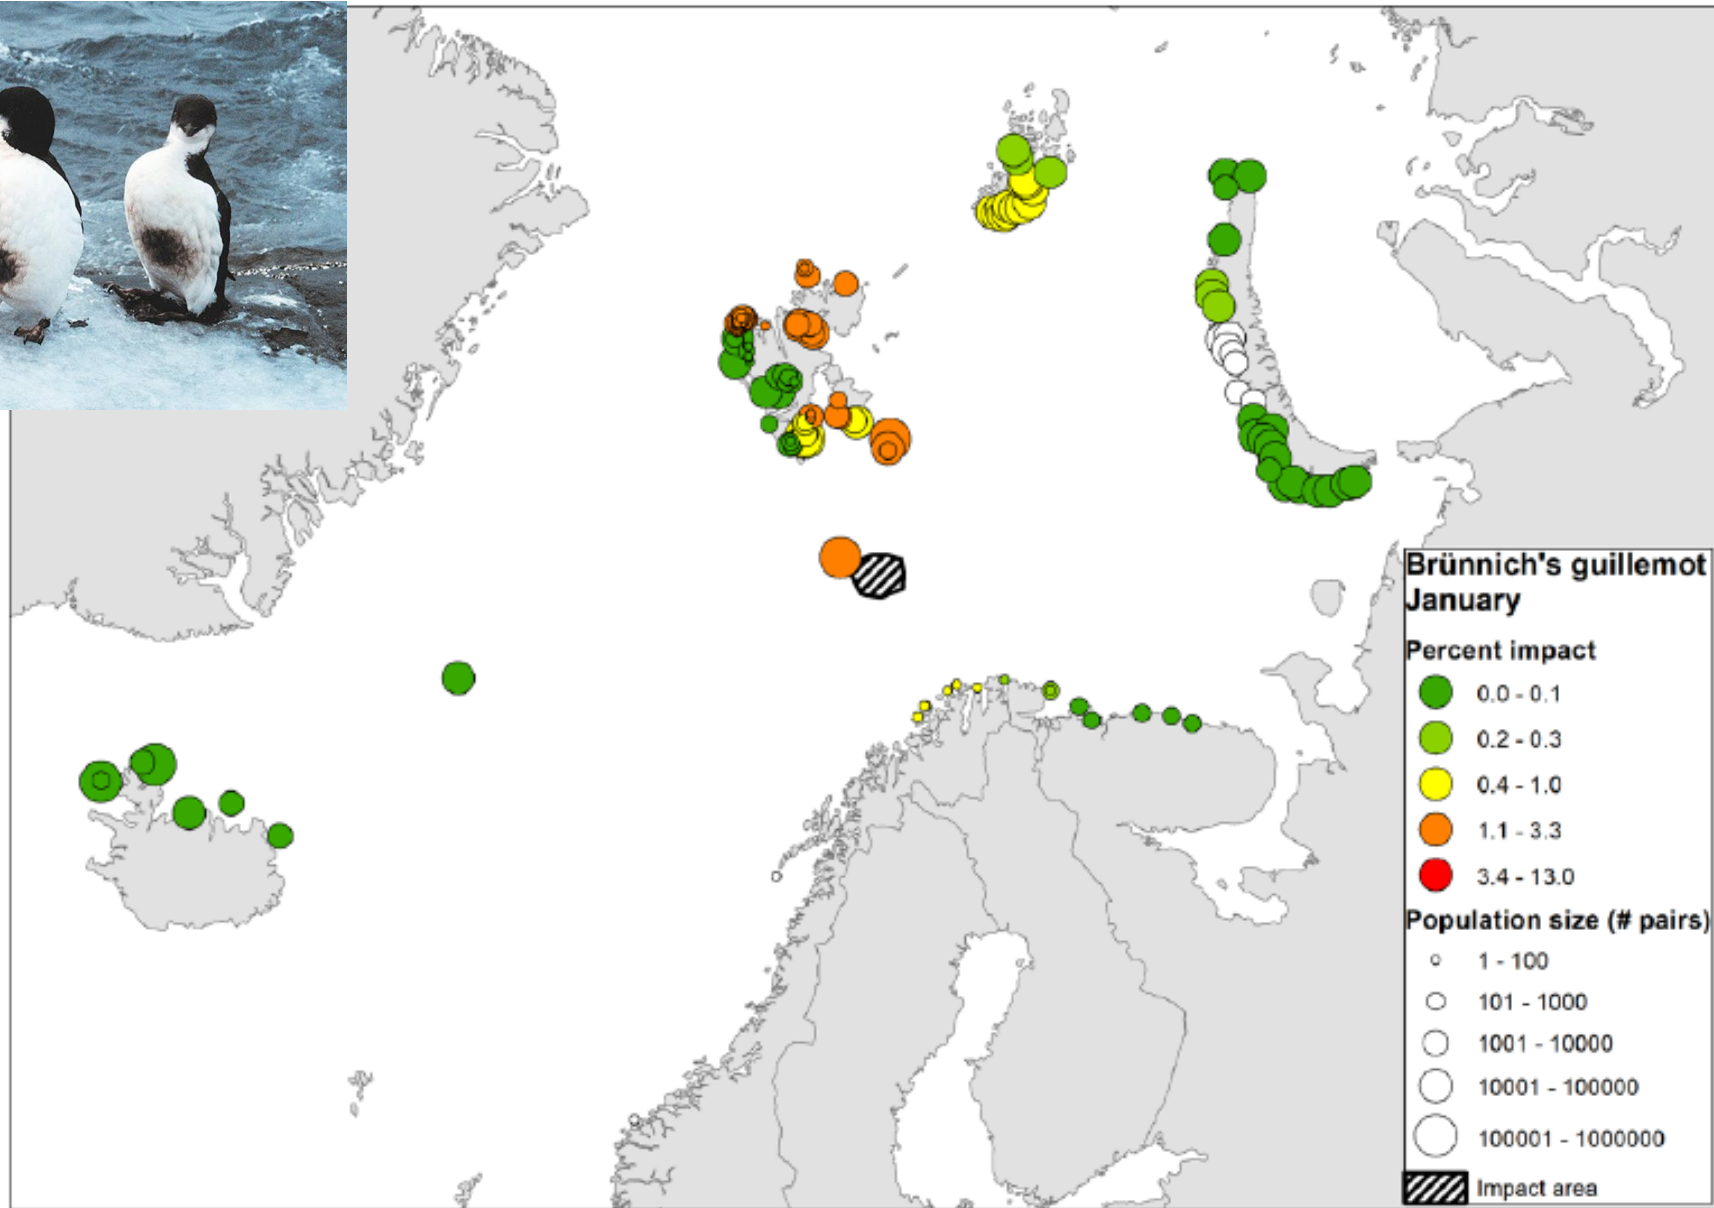 Brünnich's guillemot
January
Percent impact
0.0 - 0.1
0.2 - 0.3
0.4 - 1.0
1.1 - 3.3
3.4 - 13.0
Population size (# pairs)
1 - 100
101 - 1000
1001 - 10000
10001 - 100000
100001 - 1000000
Impact area